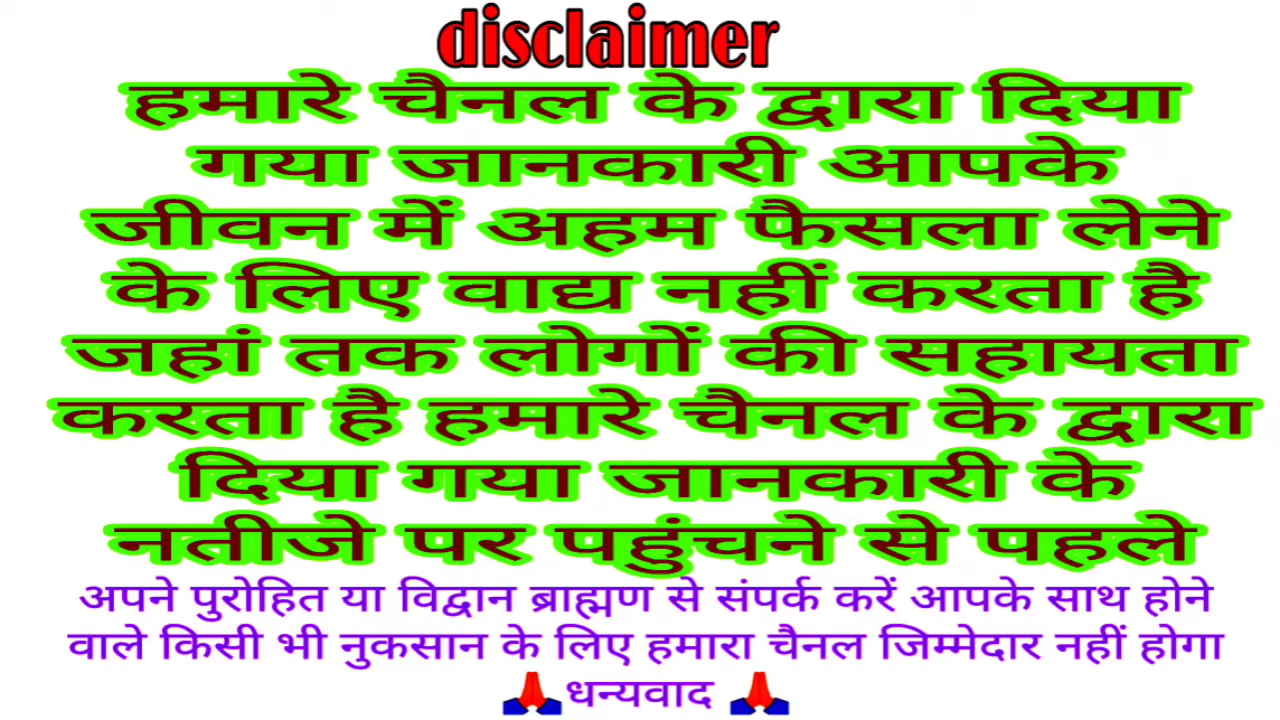 disclaimer
हमारे चैनल के द्वारा दिया
गया जानकारी आपके
जीवन में अहम फैसला लेने
के लिए वाद्य नहीं करता है
जहां तक लोगों की सहायता
करता है हमारे चैनल के द्वारा
दिया गया जानकारी के
नतीजे पर पहुंचने से पहले
अपने पुरोहित या विद्वान ब्राह्मण से संपर्क करें आपके साथ होने
वाले किसी भी नुकसान के लिए हमारा चैनल जिम्मेदार नहीं होगा
🙏धन्यवाद 🙏